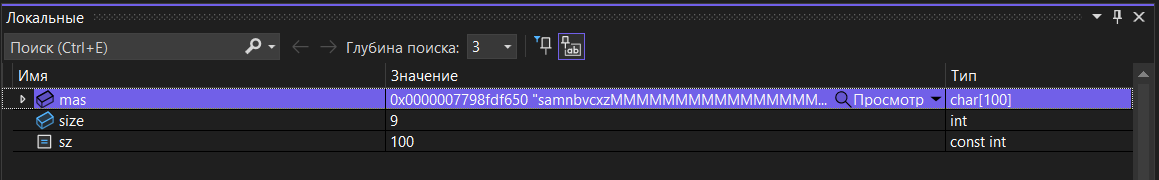 Локальные
Поиск (Ctrl+E) Глубина поиска: 3
Имя Значение Тип
mas 0x0000007798fdf650 "samnbvcxzMMMMMMMMMMMMMMMM... Просмотр char[100]
size 9 int
sz 100 const int